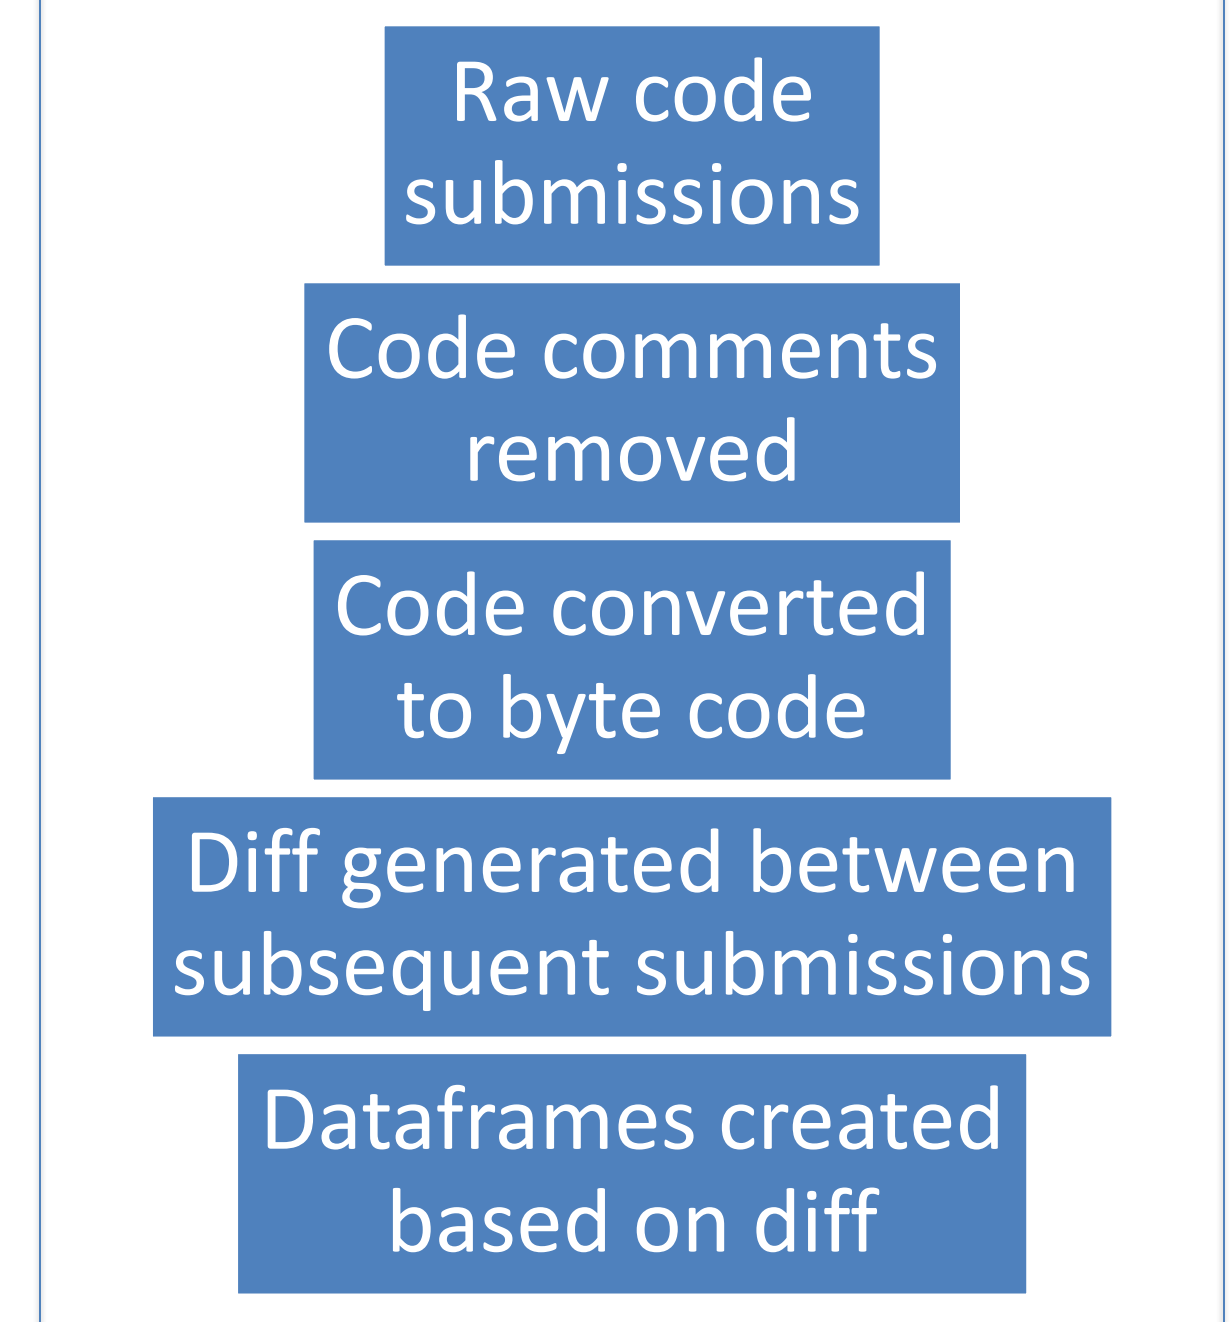 Raw code
submissions
Code comments
removed
Code converted
to byte code
Diff generated between
subsequent submissions
Dataframes created
based on diff